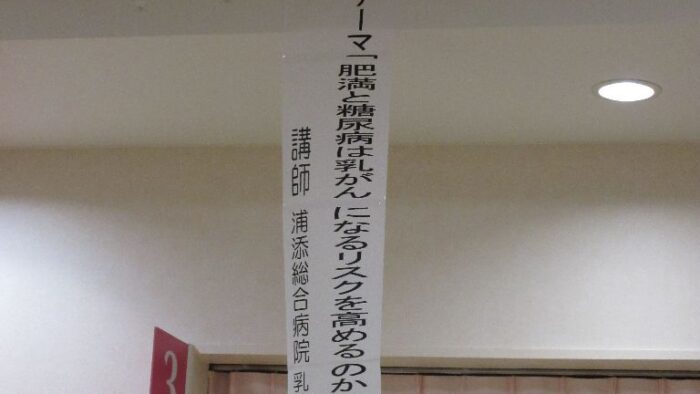 テーマ「肥満と糖尿病は乳がんになるリスクを高めるのか
講師 浦添総合病院 乳
3